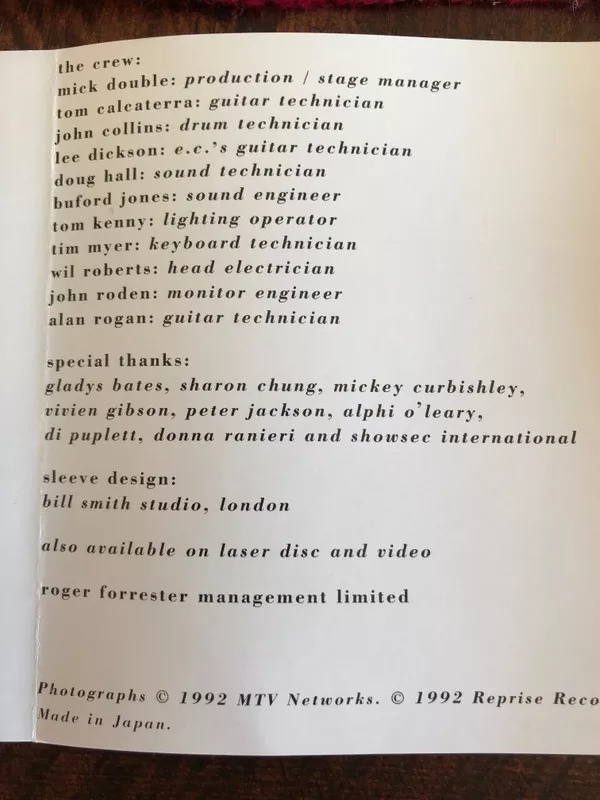 the crew:
mick double: production / stage manager
tom calcaterra: guitar technician
john collins: drum technician
lee dickson: e.c.'s guitar technician
doug hall: sound technician
buford jones: sound engineer
tom kenny: lighting operator
tim myer: keyboard technician
wil roberts: head electrician
john roden: monitor engineer
alan rogan: guitar technician
special thanks:
gladys bates, sharon chung, mickey curbishley,
vivien gibson, peter jackson, alphi o'leary,
di puplett, donna ranieri and showsec international
sleeve design:
bill smith studio, london
also available on laser disc and video
roger forrester management limited
Photographs © 1992 MTV Networks. © 1992 Reprise Reco
Made in Japan.